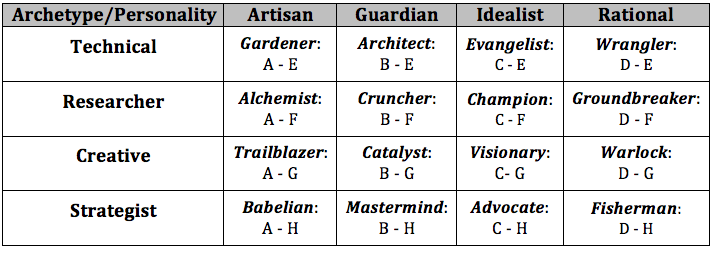 Archetype/Personality Artisan Guardian Idealist Rational
Technical Gardener: Architect: Evangelist: Wrangler:
A - E B - E C - E D - E
Researcher Alchemist: Cruncher: Champion: Groundbreaker:
A - F B - F C - F D - F
Creative Trailblazer: Catalyst: Visionary: Warlock:
A - G B - G C- G D - G
Strategist Babelian: Mastermind: Advocate: Fisherman:
A - H B - H C - H D - H